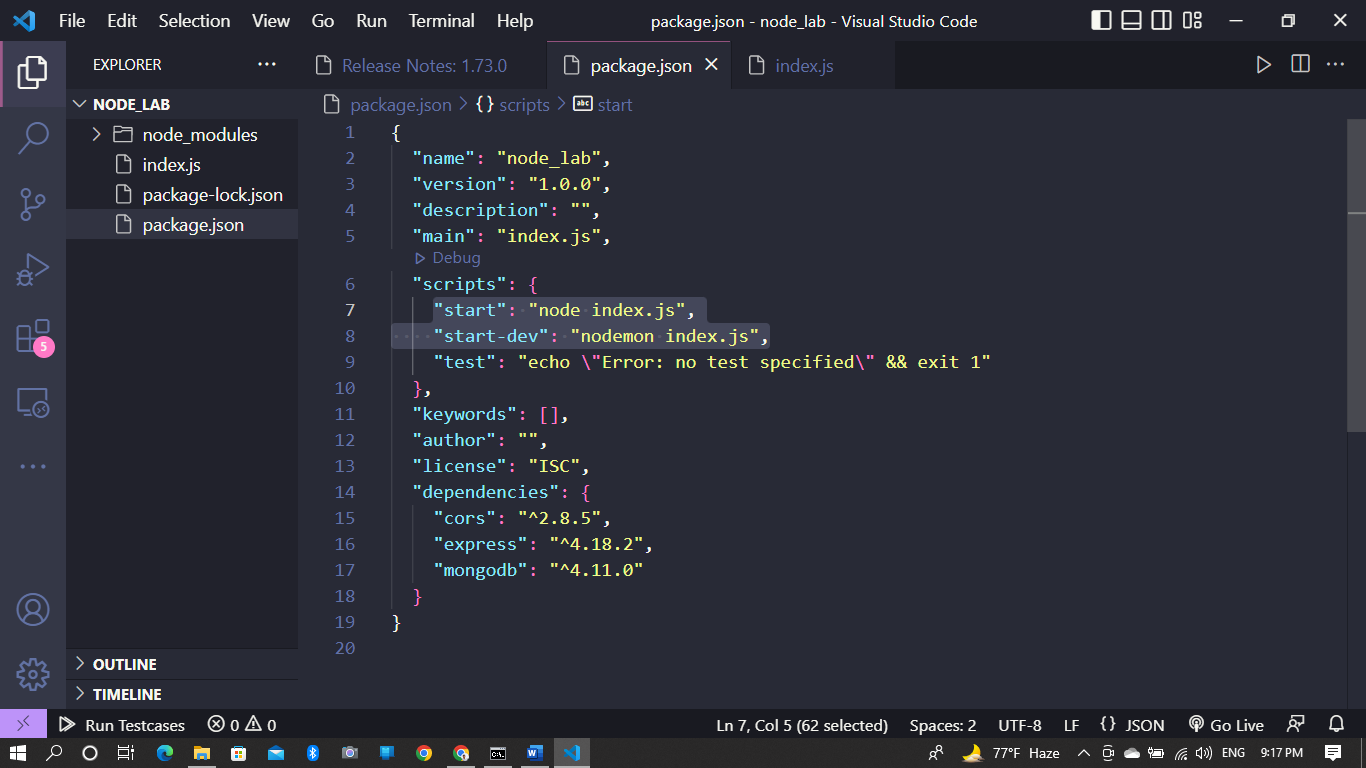 File Edit Selection View Go Run Terminal Help package.json - node_lab - Visual Studio Code
EXPLORER ··· Release Notes: 1.73.0 package.json index.js
NODE_LAB
node_modules
index.js
package-lock.json
package.json
package.json > {} scripts > abc start
1 {
2 "name": "node_lab",
3 "version": "1.0.0",
4 "description": "",
5 "main": "index.js",
Debug
6 "scripts": {
7 "start": "node index.js",
8 "start-dev": "nodemon index.js",
9 "test": "echo \"Error: no test specified\" && exit 1"
10 },
11 "keywords": [],
12 "author": "",
13 "license": "ISC",
14 "dependencies": {
15 "cors": "^2.8.5",
16 "express": "^4.18.2",
17 "mongodb": "^4.11.0"
18 }
19 }
20
5
OUTLINE
TIMELINE
Run Testcases 0 0 Ln 7, Col 5 (62 selected) Spaces: 2 UTF-8 LF {} JSON Go Live
77°F Haze ENG 9:17 PM